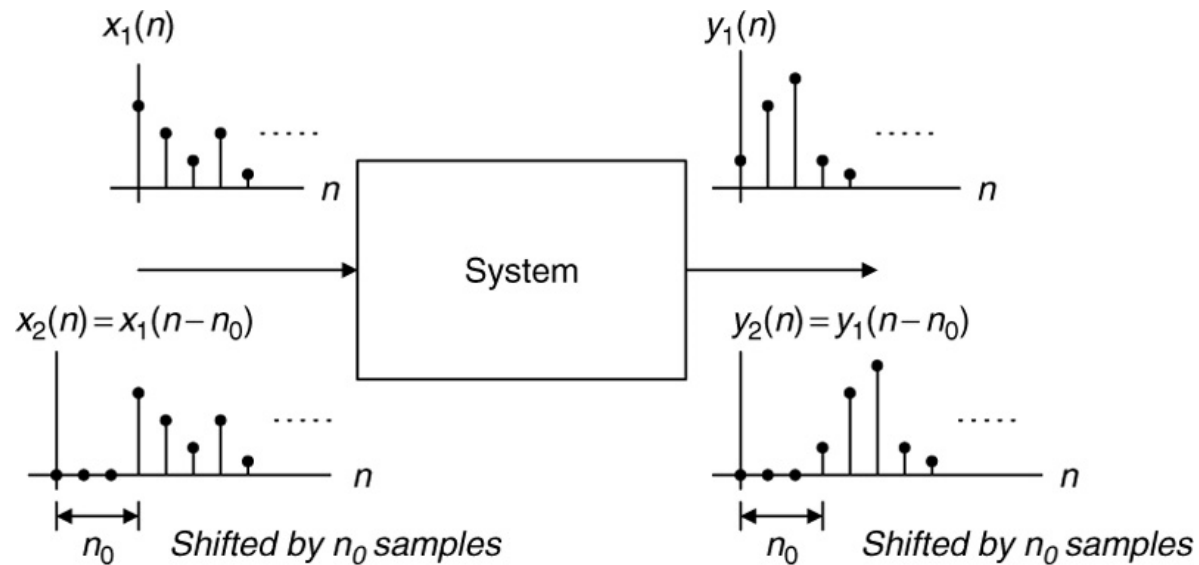 x₁(n)
y₁(n)
.....
.....
n
n
System
x₂(n) = x₁(n − n₀)
y₂(n) = y₁(n − n₀)
.....
.....
n
n
n₀ Shifted by n₀ samples
n₀ Shifted by n₀ samples